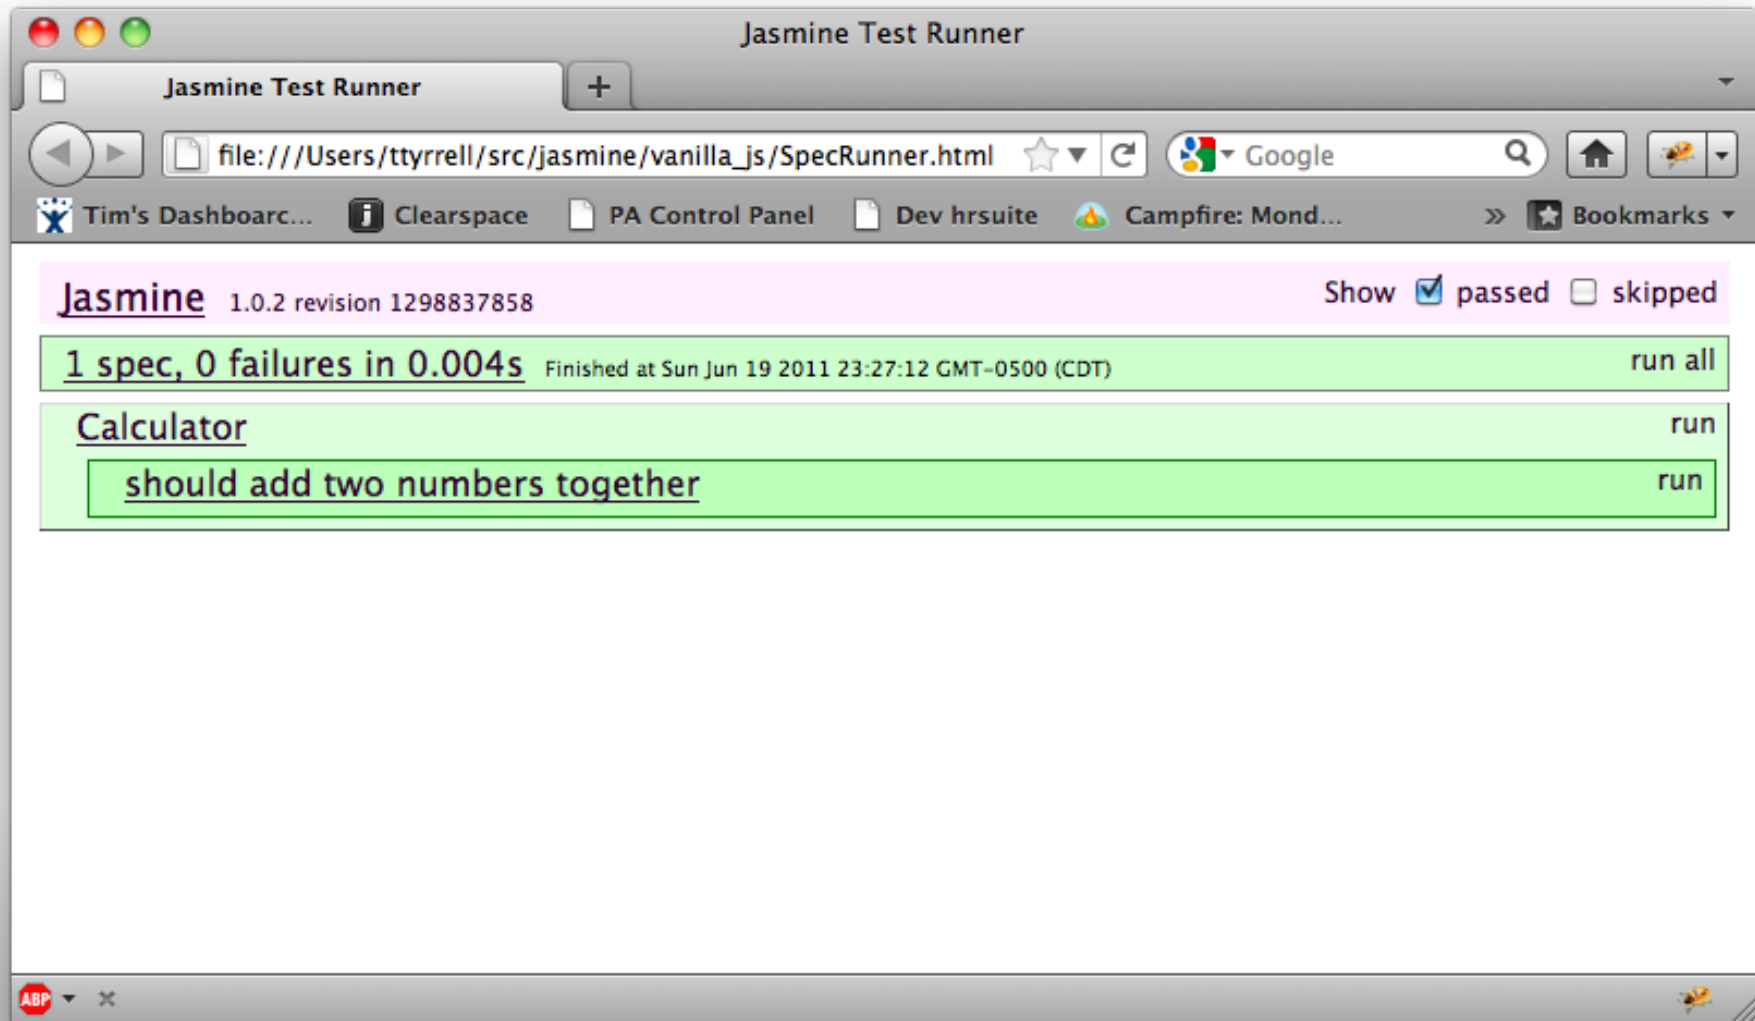 Jasmine Test Runner
Jasmine Test Runner
file:///Users/ttyrrell/src/jasmine/vanilla_js/SpecRunner.html Google
Tim's Dashboarc... Clearspace PA Control Panel Dev hrsuite Campfire: Mond... » Bookmarks
Jasmine 1.0.2 revision 1298837858 Show passed skipped
1 spec, 0 failures in 0.004s Finished at Sun Jun 19 2011 23:27:12 GMT-0500 (CDT) run all
Calculator run
should add two numbers together run
ABP